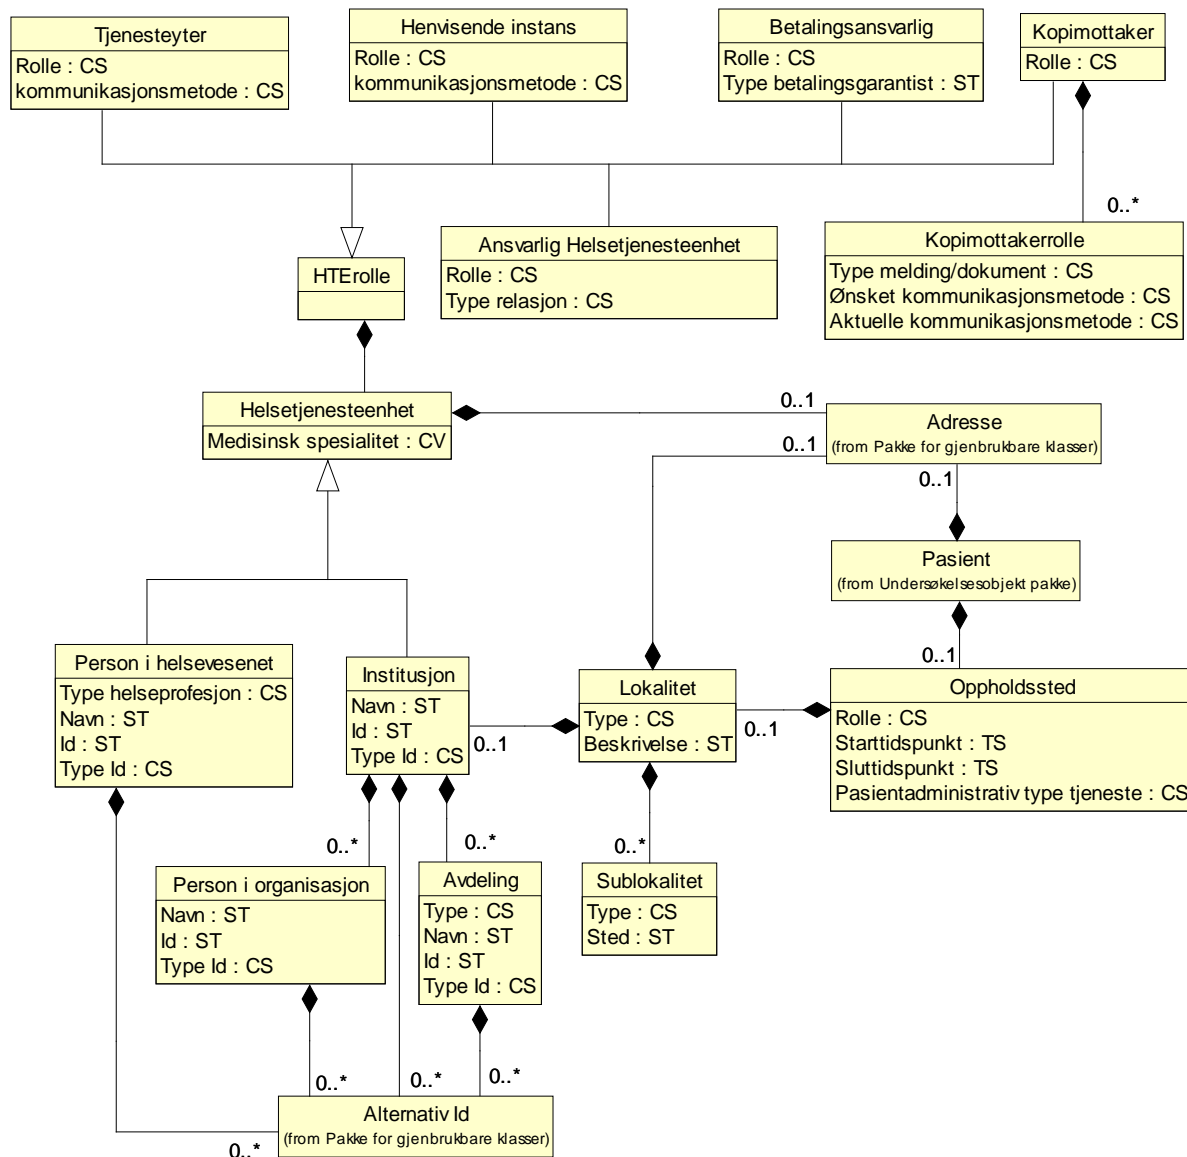 Tjenesteyter
Rolle : CS
kommunikasjonsmetode : CS
Henvisende instans
Rolle : CS
kommunikasjonsmetode : CS
Betalingsansvarlig
Rolle : CS
Type betalingsgarantist : ST
Kopimottaker
Rolle : CS
0..*
HTErolle
Ansvarlig Helsetjenesteenhet
Rolle : CS
Type relasjon : CS
Kopimottakerrolle
Type melding/dokument : CS
Ønsket kommunikasjonsmetode : CS
Aktuelle kommunikasjonsmetode : CS
Helsetjenesteenhet
Medisinsk spesialitet : CV
0..1
0..1
Adresse
(from Pakke for gjenbrukbare klasser)
0..1
Pasient
(from Undersøkelsesobjekt pakke)
0..1
Person i helsevesenet
Type helseprofesjon : CS
Navn : ST
Id : ST
Type Id : CS
Institusjon
Navn : ST
Id : ST
Type Id : CS
0..1
Lokalitet
Type : CS
Beskrivelse : ST
0..1
Oppholdssted
Rolle : CS
Starttidspunkt : TS
Sluttidspunkt : TS
Pasientadministrativ type tjeneste : CS
0..*
0..*
0..*
Person i organisasjon
Navn : ST
Id : ST
Type Id : CS
Avdeling
Type : CS
Navn : ST
Id : ST
Type Id : CS
Sublokalitet
Type : CS
Sted : ST
0..*
0..*
0..*
Alternativ Id
(from Pakke for gjenbrukbare klasser)
0..*